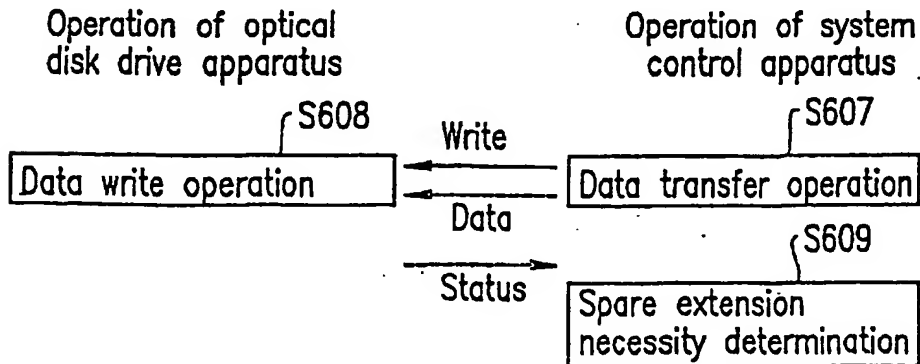 Operation of optical
disk drive apparatus
Operation of system
control apparatus
S608
S607
Write
Data write operation
Data transfer operation
Data
S609
Status
Spare extension
necessity determination